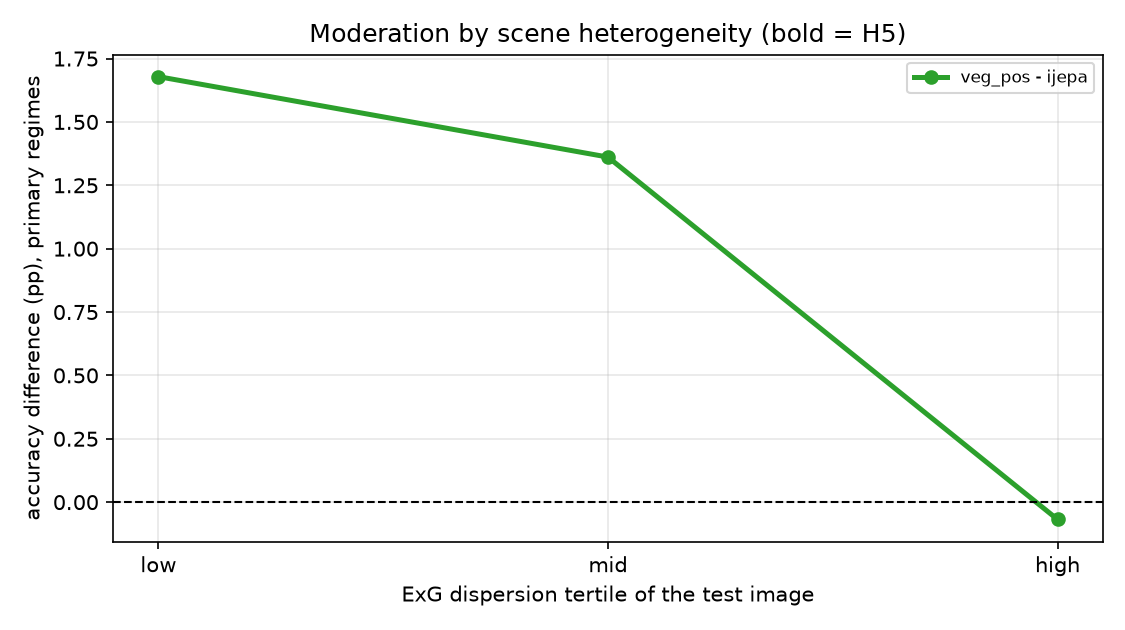 Moderation by scene heterogeneity (bold = H5)
veg_pos - ijepa
accuracy difference (pp), primary regimes
1.75
1.50
1.25
1.00
0.75
0.50
0.25
0.00
low mid high
ExG dispersion tertile of the test image